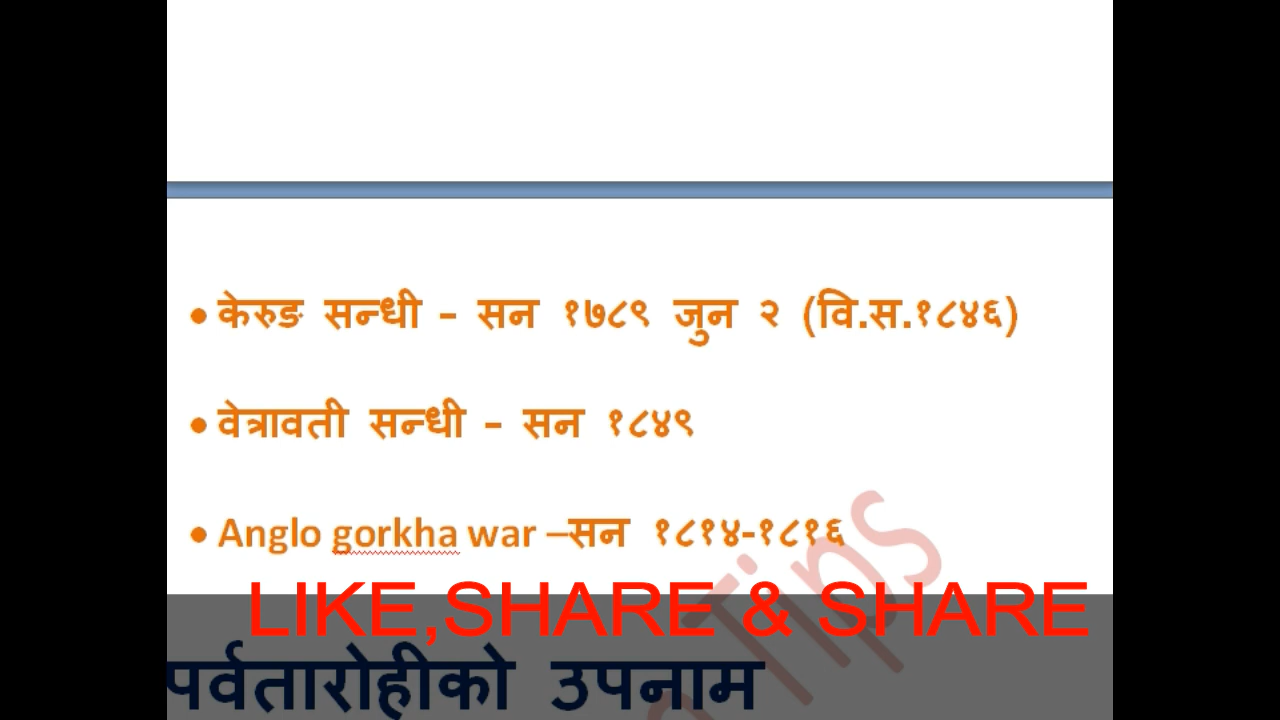 • केरुङ सन्धी – सन १७८९ जुन २ (वि.स.१८४६)
• वेत्रावती सन्धी – सन १८४९
• Anglo gorkha war –सन १८१४-१८१६
LIKE,SHARE & SHARE
पर्वतारोहीको उपनाम
Tips